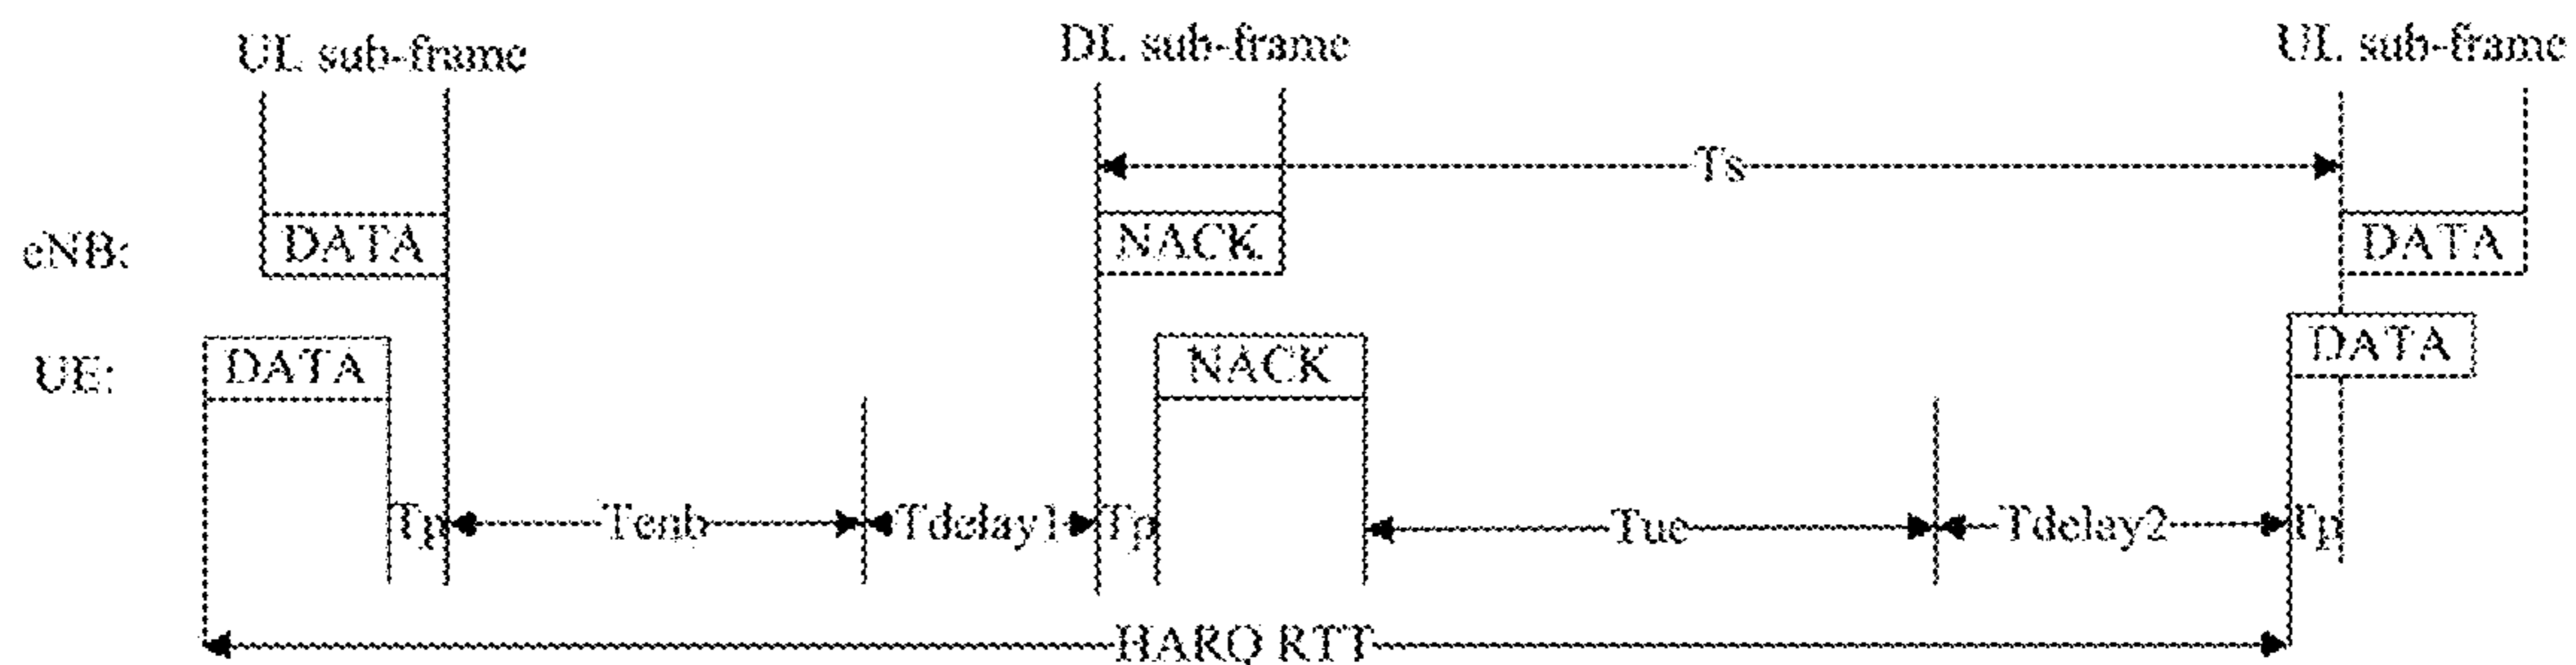 UL sub-frame DL sub-frame UL sub-frame
Ts
eNB: DATA NACK DATA
UE: DATA NACK DATA
Tp Tenb Tdelay1 Tp Tue Tdelay2 Tp
HARQ RTT